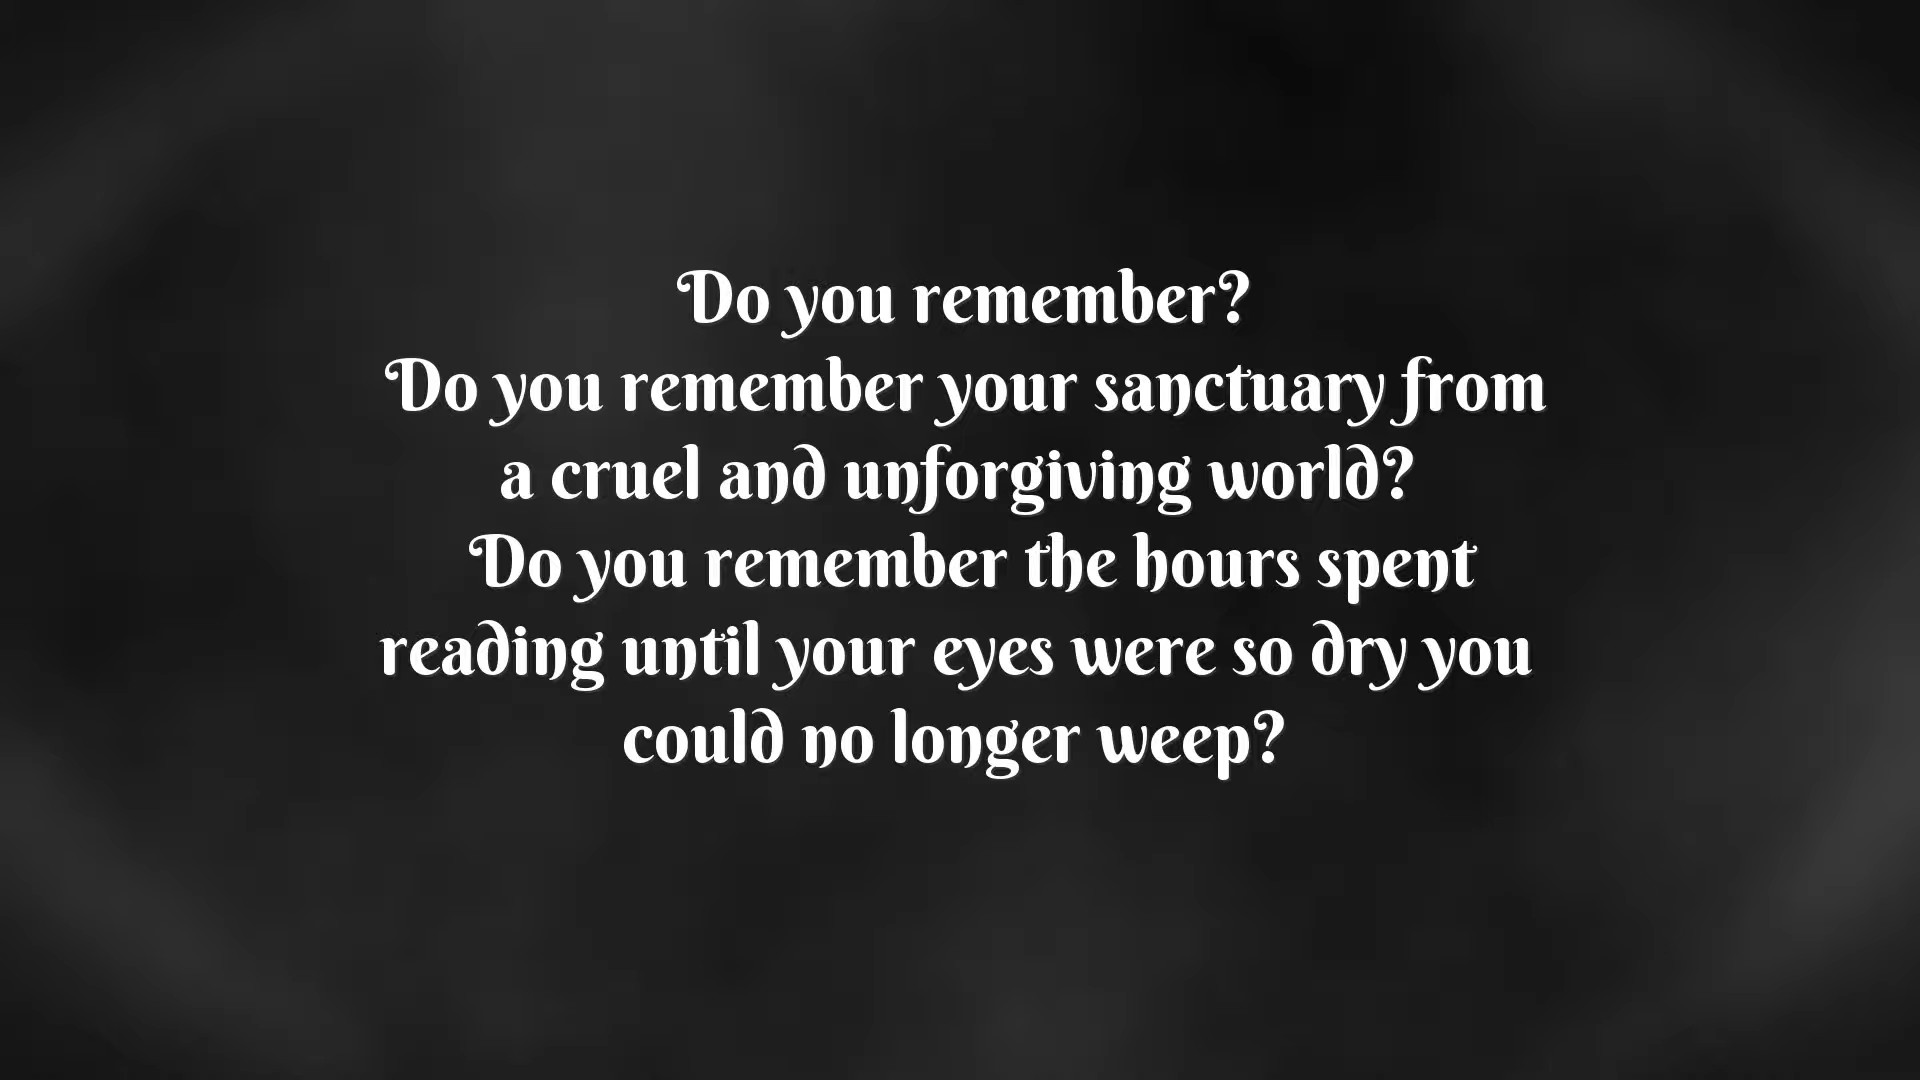 Do you remember?
Do you remember your sanctuary from
a cruel and unforgiving world?
Do you remember the hours spent
reading until your eyes were so dry you
could no longer weep?